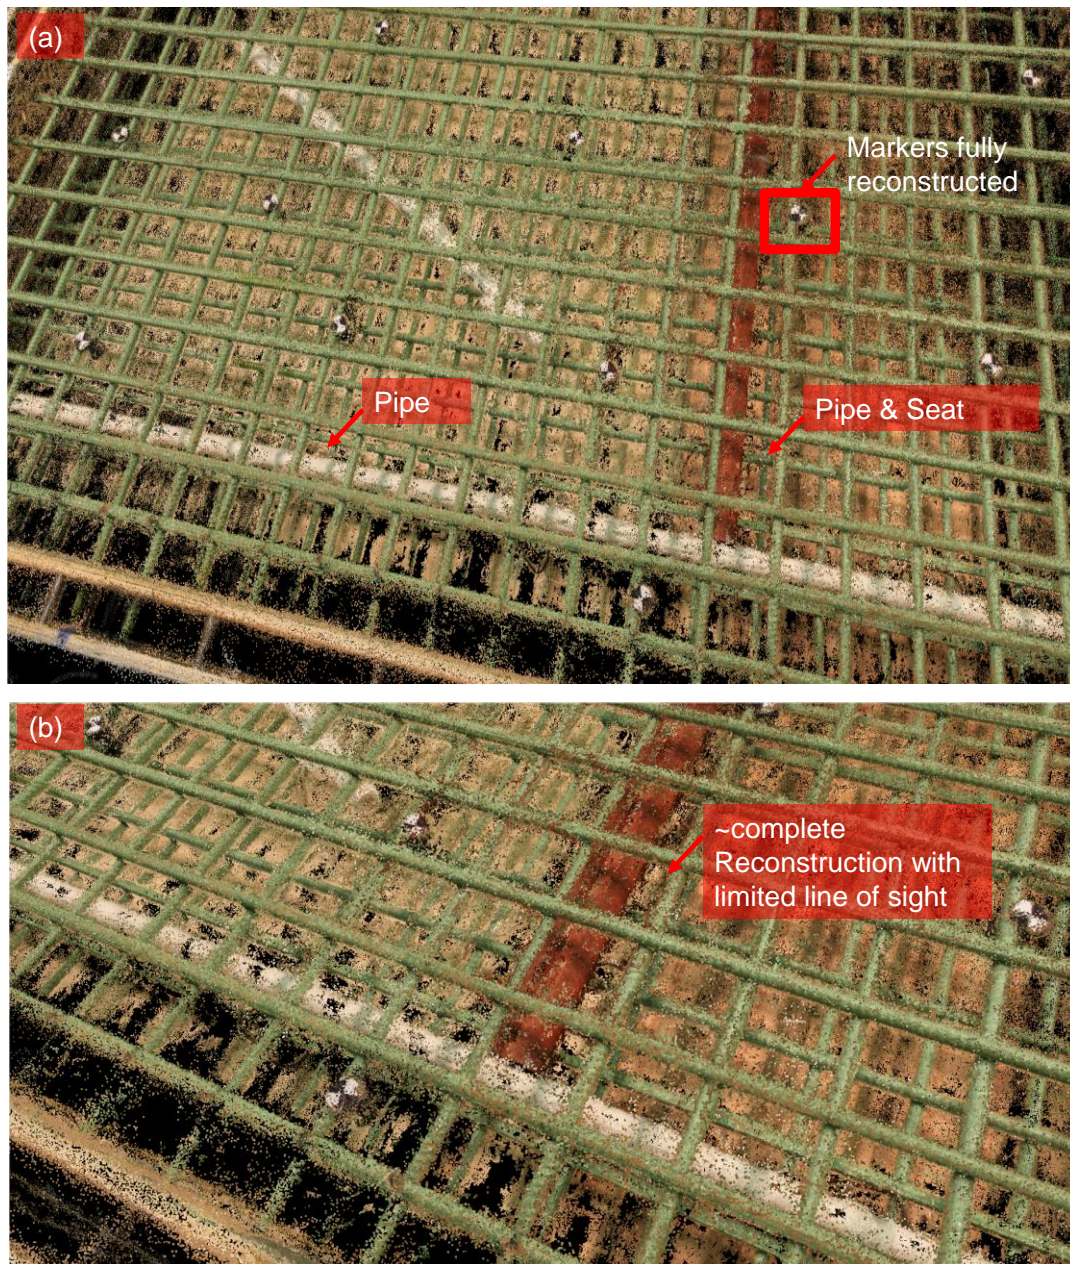 (a)
Markers fully
reconstructed
Pipe
Pipe & Seat
(b)
~complete
Reconstruction with
limited line of sight